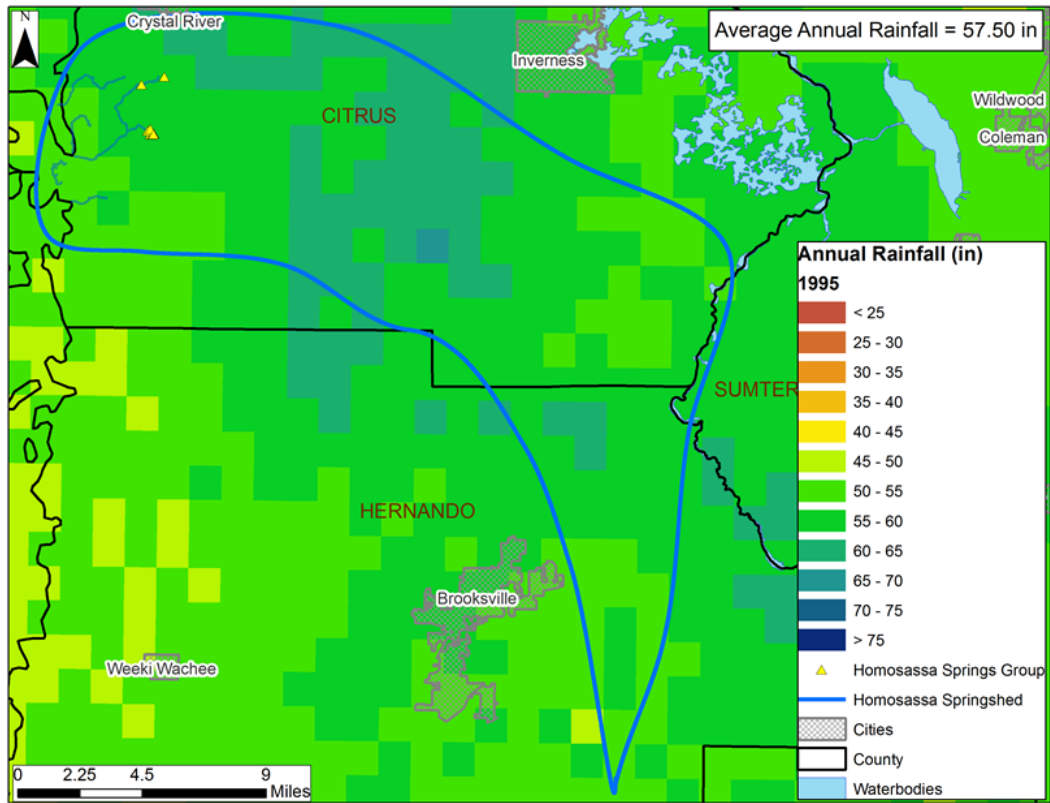 Crystal River
N
Average Annual Rainfall = 57.50 in
Inverness
CITRUS
Wildwood
Coleman
Annual Rainfall (in)
1995
< 25
25 - 30
30 - 35
35 - 40
40 - 45
45 - 50
50 - 55
55 - 60
60 - 65
65 - 70
70 - 75
> 75
Homosassa Springs Group
Homosassa Springshed
Cities
County
Waterbodies
SUMTER
HERNANDO
Brooksville
Weeki Wachee
0 2.25 4.5 9
Miles